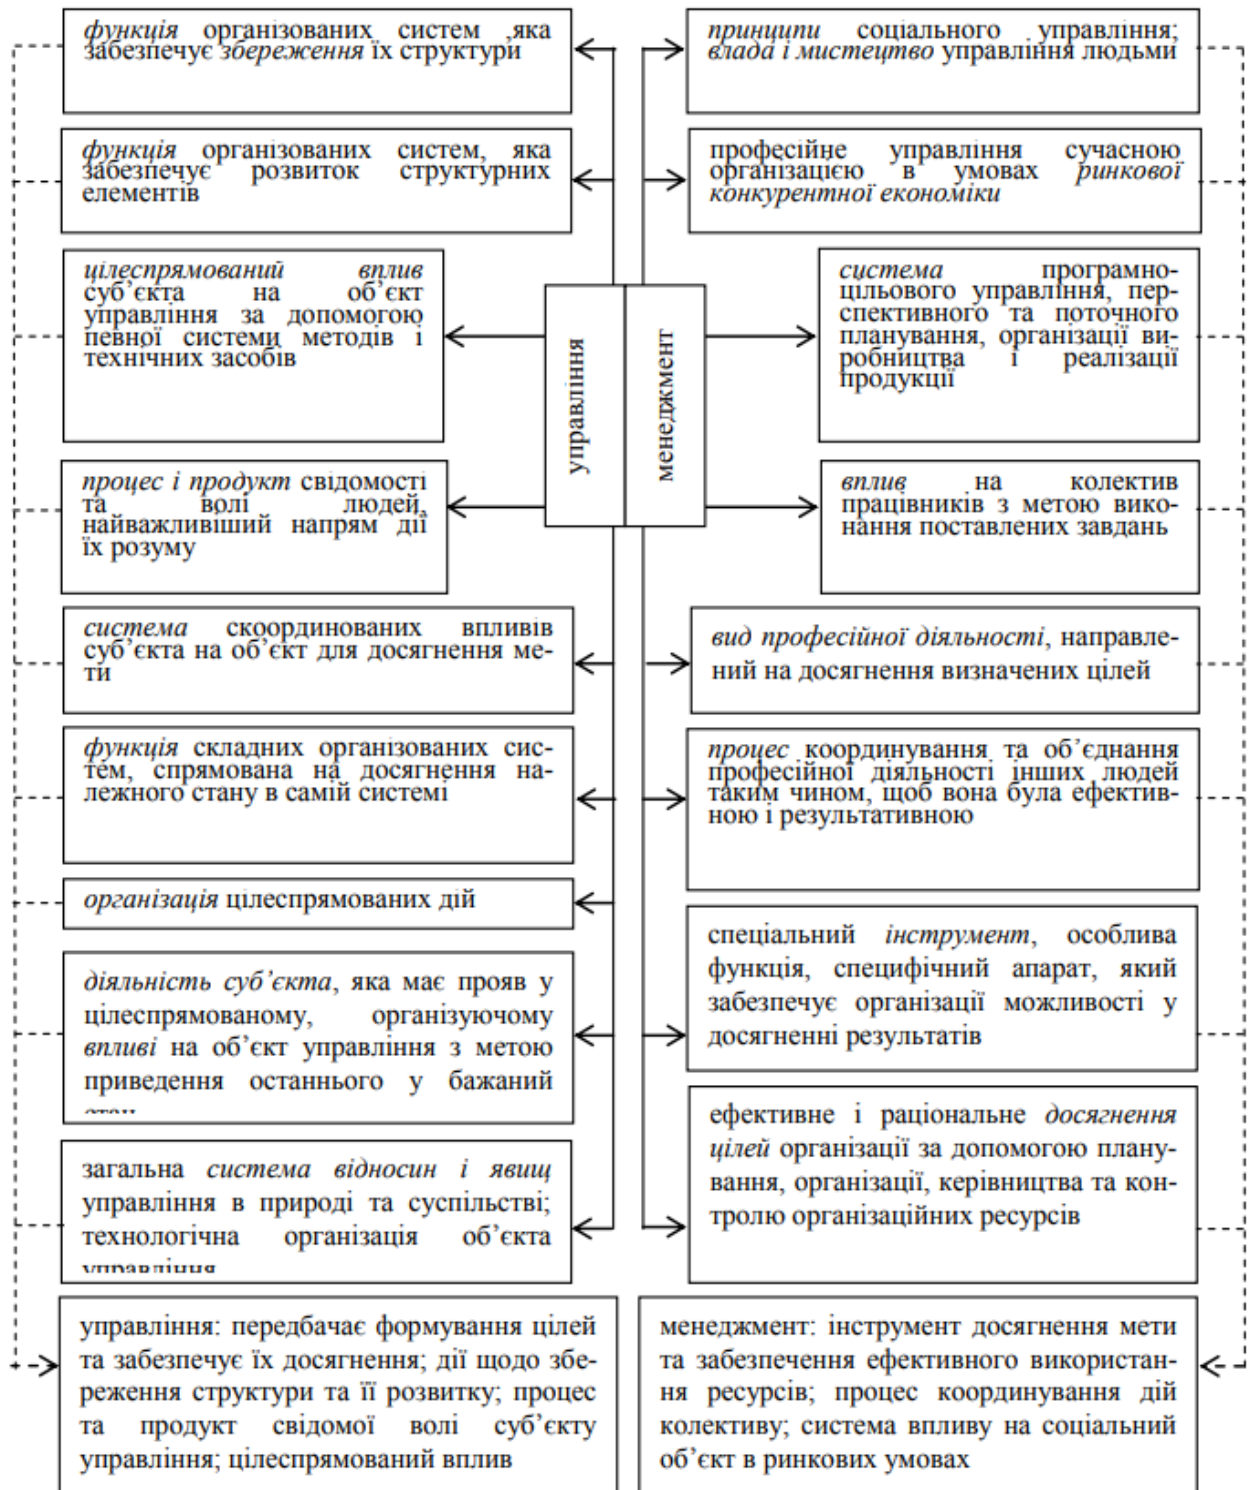 функція організованих систем ,яка
забезпечує збереження їх структури
функція організованих систем, яка
забезпечує розвиток структурних
елементів
цілеспрямований вплив
суб’єкта на об’єкт
управління за допомогою
певної системи методів і
технічних засобів
процес і продукт свідомості
та волі людей,
найважливіший напрям дії
їх розуму
система скоординованих впливів
суб’єкта на об’єкт для досягнення ме-
ти
функція складних організованих сис-
тем, спрямована на досягнення на-
лежного стану в самій системі
організація цілеспрямованих дій
діяльність суб’єкта, яка має прояв у
цілеспрямованому, організуючому
впливі на об’єкт управління з метою
приведення останнього у бажаний
стан
загальна система відносин і явищ
управління в природі та суспільстві;
технологічна організація об’єкта
управління
управління
менеджмент
принципи соціального управління;
влада і мистецтво управління людьми
професійне управління сучасною
організацією в умовах ринкової
конкурентної економіки
система програмно-
цільового управління, пер-
спективного та поточного
планування, організації ви-
робництва і реалізації
продукції
вплив на колектив
працівників з метою вико-
нання поставлених завдань
вид професійної діяльності, направле-
ний на досягнення визначених цілей
процес координування та об’єднання
професійної діяльності інших людей
таким чином, щоб вона була ефектив-
ною і результативною
спеціальний інструмент, особлива
функція, специфічний апарат, який
забезпечує організації можливості у
досягненні результатів
ефективне і раціональне досягнення
цілей організації за допомогою плану-
вання, організації, керівництва та кон-
тролю організаційних ресурсів
управління: передбачає формування цілей
та забезпечує їх досягнення; дії щодо збе-
реження структури та її розвитку; процес
та продукт свідомої волі суб’єкту
управління; цілеспрямований вплив
менеджмент: інструмент досягнення мети
та забезпечення ефективного використан-
ня ресурсів; процес координування дій
колективу; система впливу на соціальний
об’єкт в ринкових умовах